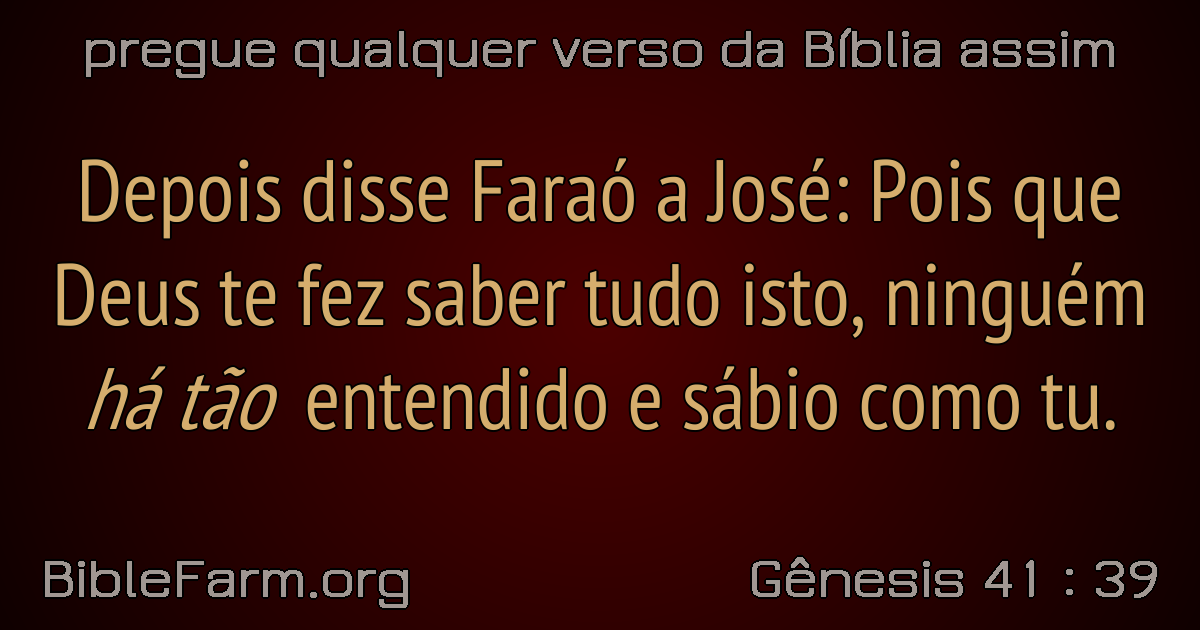 pregue qualquer verso da Bíblia assim
Depois disse Faraó a José: Pois que
Deus te fez saber tudo isto, ninguém
há tão entendido e sábio como tu.
BibleFarm.org
Gênesis 41 : 39